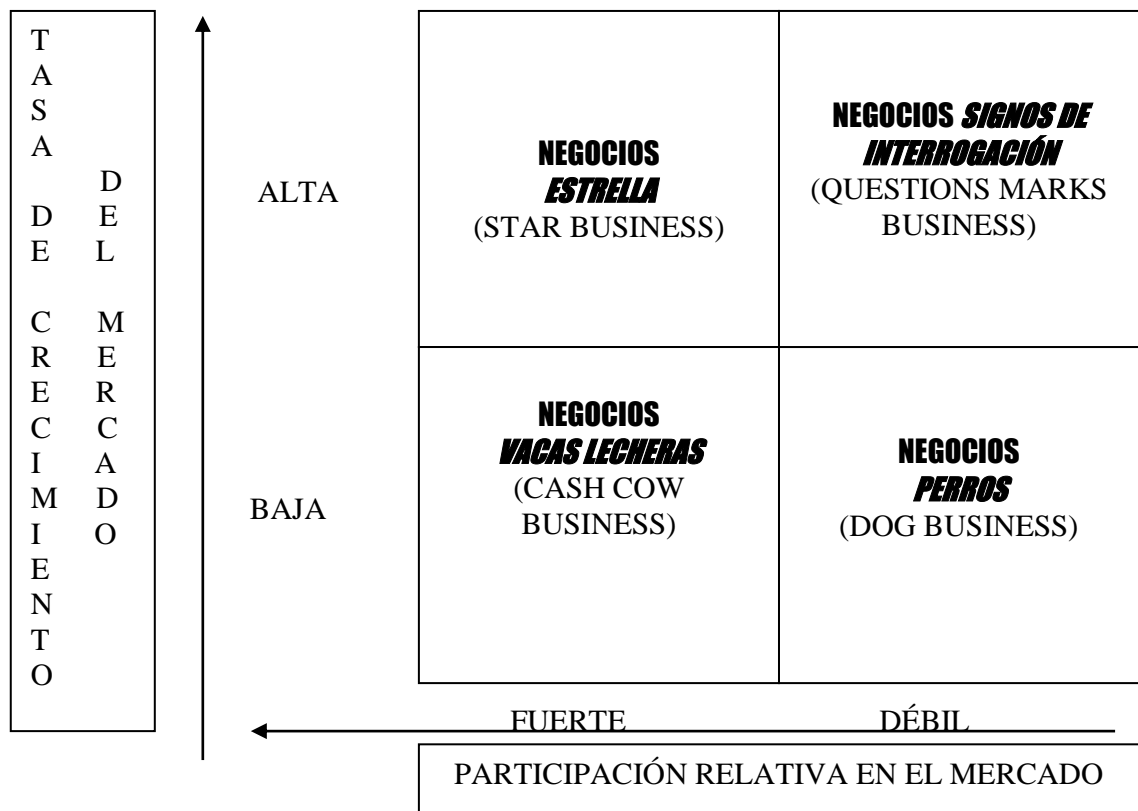 TASA DE CRECIMIENTO
DEL MERCADO
ALTA
NEGOCIOS
ESTRELLA
(STAR BUSINESS)
NEGOCIOS SIGNOS DE
INTERROGACIÓN
(QUESTIONS MARKS
BUSINESS)
BAJA
NEGOCIOS
VACAS LECHERAS
(CASH COW
BUSINESS)
NEGOCIOS
PERROS
(DOG BUSINESS)
FUERTE
DÉBIL
PARTICIPACIÓN RELATIVA EN EL MERCADO